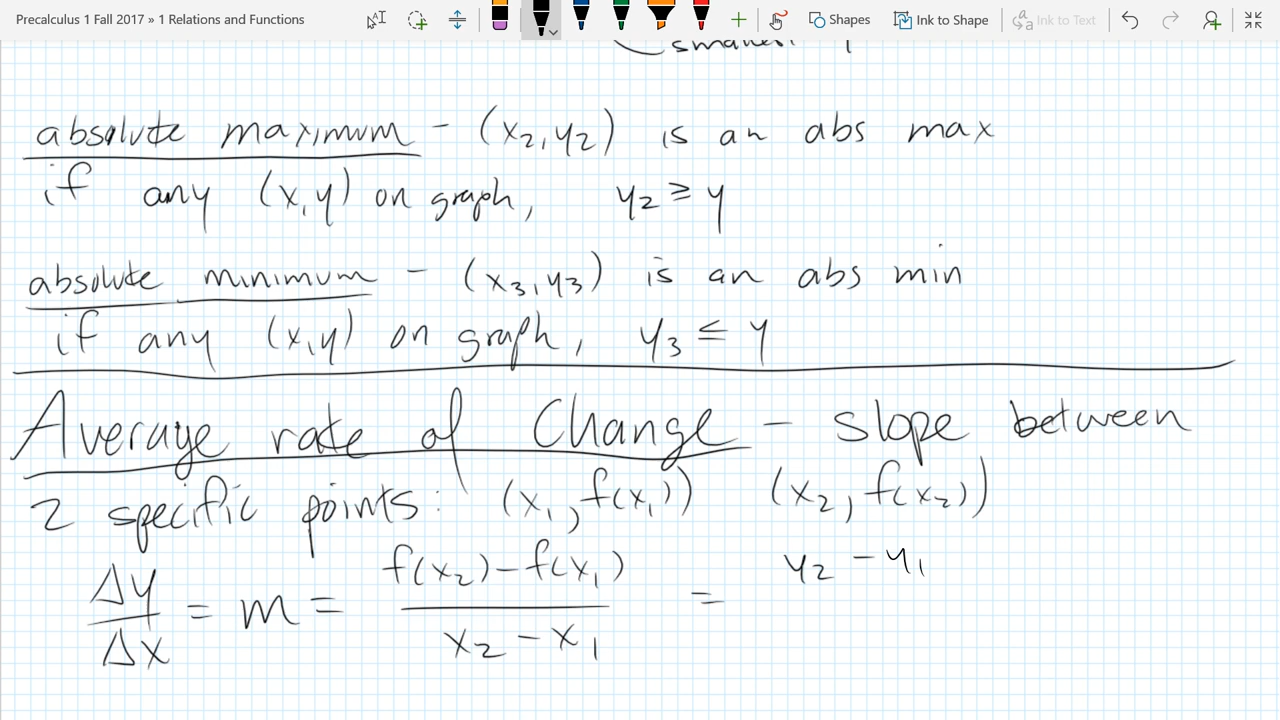 Precalculus 1 Fall 2017 » 1 Relations and Functions
Shapes
Ink to Shape
Ink to Text
absolute maximum - (x₂,y₂) is an abs max
if any (x,y) on graph, y₂ ≥ y
absolute minimum - (x₃,y₃) is an abs min
if any (x,y) on graph, y₃ ≤ y
Average rate of Change - slope between
2 specific points: (x₁, f(x₁)) (x₂, f(x₂))
Δy/Δx = m = f(x₂)-f(x₁)/x₂-x₁ = y₂-y₁